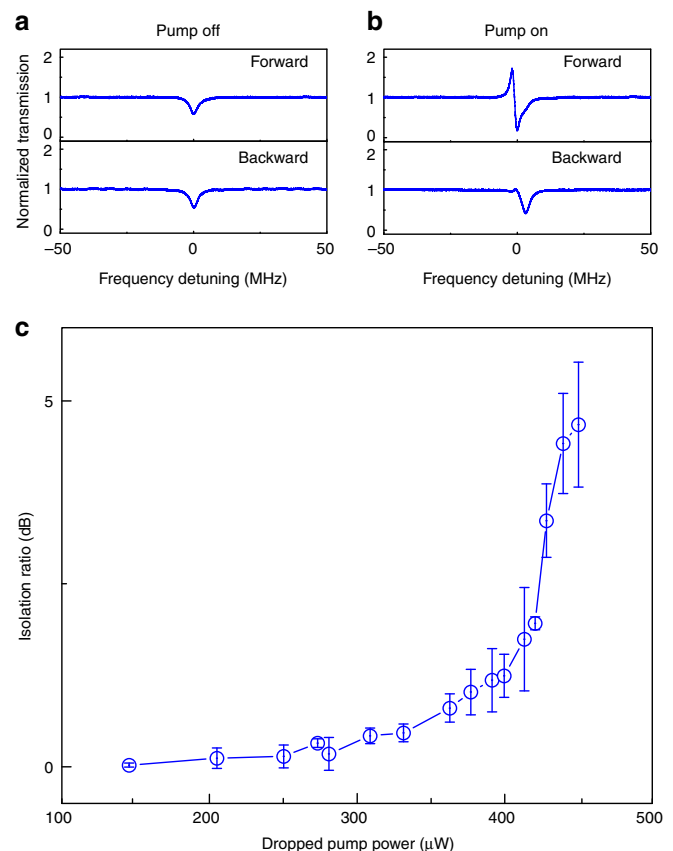 a
Pump off
b
Pump on
Normalized transmission
2
Forward
1
0
2
Backward
1
0
–50
0
50
Frequency detuning (MHz)
2
Forward
1
0
2
Backward
1
0
–50
0
50
Frequency detuning (MHz)
c
Isolation ratio (dB)
5
0
100
200
300
400
500
Dropped pump power (μW)